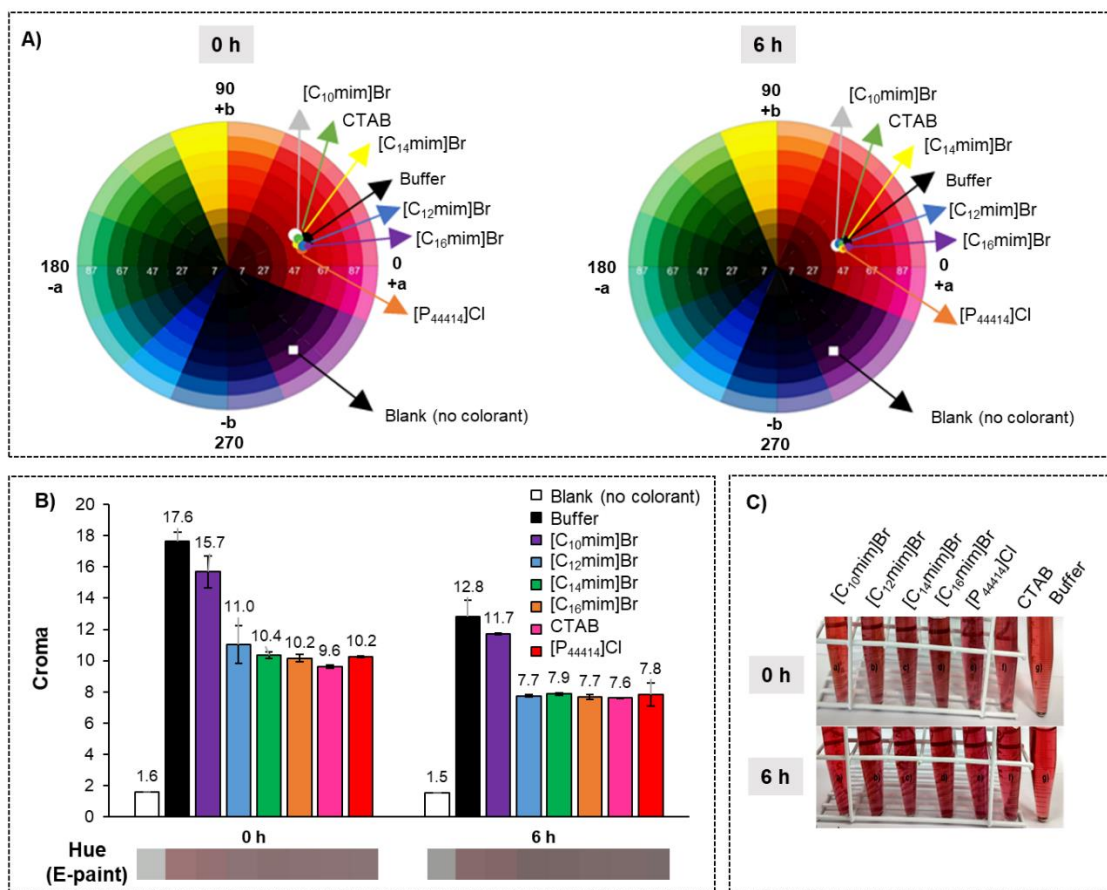 A)
0 h
90
+b
[C₁₀mim]Br
CTAB
[C₁₄mim]Br
Buffer
[C₁₂mim]Br
[C₁₆mim]Br
180
-a
87 67 47 27 7 7 27 47 67 87
0
+a
[P₄₄₄₁₄]Cl
Blank (no colorant)
-b
270
6 h
90
+b
[C₁₀mim]Br
CTAB
[C₁₄mim]Br
Buffer
[C₁₂mim]Br
[C₁₆mim]Br
180
-a
87 67 47 27 7 7 27 47 67 87
0
+a
[P₄₄₄₁₄]Cl
Blank (no colorant)
-b
270
B)
Croma
20
18
16
14
12
10
8
6
4
2
0
1.6
17.6
15.7
11.0
10.4
10.2
9.6
10.2
1.5
12.8
11.7
7.7
7.9
7.7
7.6
7.8
Blank (no colorant)
Buffer
[C₁₀mim]Br
[C₁₂mim]Br
[C₁₄mim]Br
[C₁₆mim]Br
CTAB
[P₄₄₄₁₄]Cl
0 h
6 h
Hue
(E-paint)
C)
[C₁₀mim]Br
[C₁₂mim]Br
[C₁₄mim]Br
[C₁₆mim]Br
[P₄₄₄₁₄]Cl
CTAB
Buffer
0 h
a) b) c) d) e) f) g)
6 h
a) b) c) d) e) f) g)